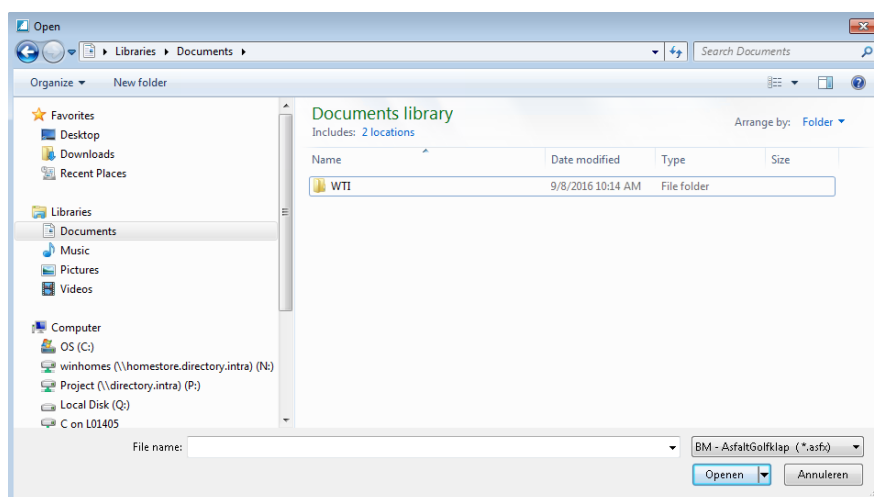 Open
Libraries Documents
Search Documents
Organize New folder
Favorites
Desktop
Downloads
Recent Places
Libraries
Documents
Music
Pictures
Videos
Computer
OS (C:)
winhomes (\\homestore.directory.intra) (N:)
Project (\\directory.intra) (P:)
Local Disk (Q:)
C on L01405
Documents library
Includes: 2 locations
Arrange by: Folder
Name Date modified Type Size
WTI 9/8/2016 10:14 AM File folder
File name:
BM - AsfaltGolfklap (*.asfx)
Openen Annuleren